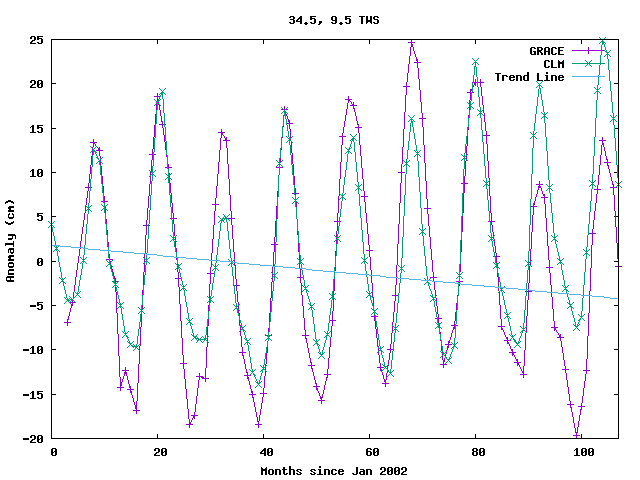 34.5, 9.5 TWS
25
20
15
10
5
0
-5
-10
-15
-20
Anomaly (cm)
GRACE
CLM
Trend Line
0 20 40 60 80 100
Months since Jan 2002